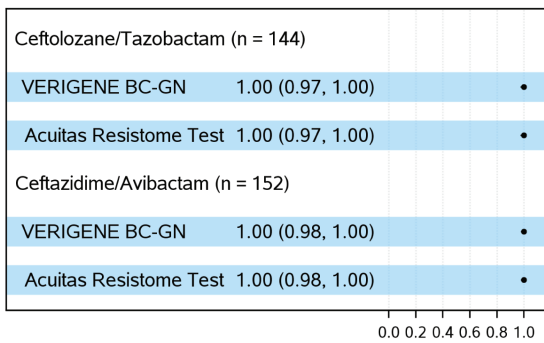 Ceftolozane/Tazobactam (n = 144)
VERIGENE BC-GN 1.00 (0.97, 1.00)
Acuitas Resistome Test 1.00 (0.97, 1.00)
Ceftazidime/Avibactam (n = 152)
VERIGENE BC-GN 1.00 (0.98, 1.00)
Acuitas Resistome Test 1.00 (0.98, 1.00)
0.0 0.2 0.4 0.6 0.8 1.0